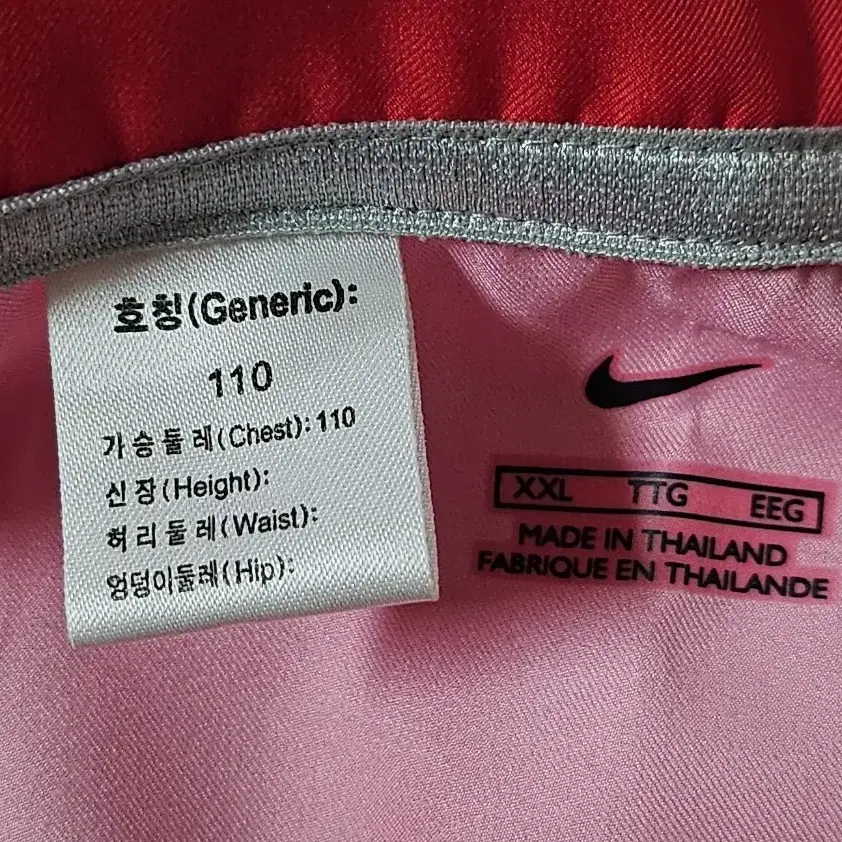 호칭(Generic):
110
가슴둘레(Chest): 110
신장(Height):
허리둘레(Waist):
엉덩이둘레(Hip):
XXL TTG EEG
MADE IN THAILAND
FABRIQUE EN THAILANDE